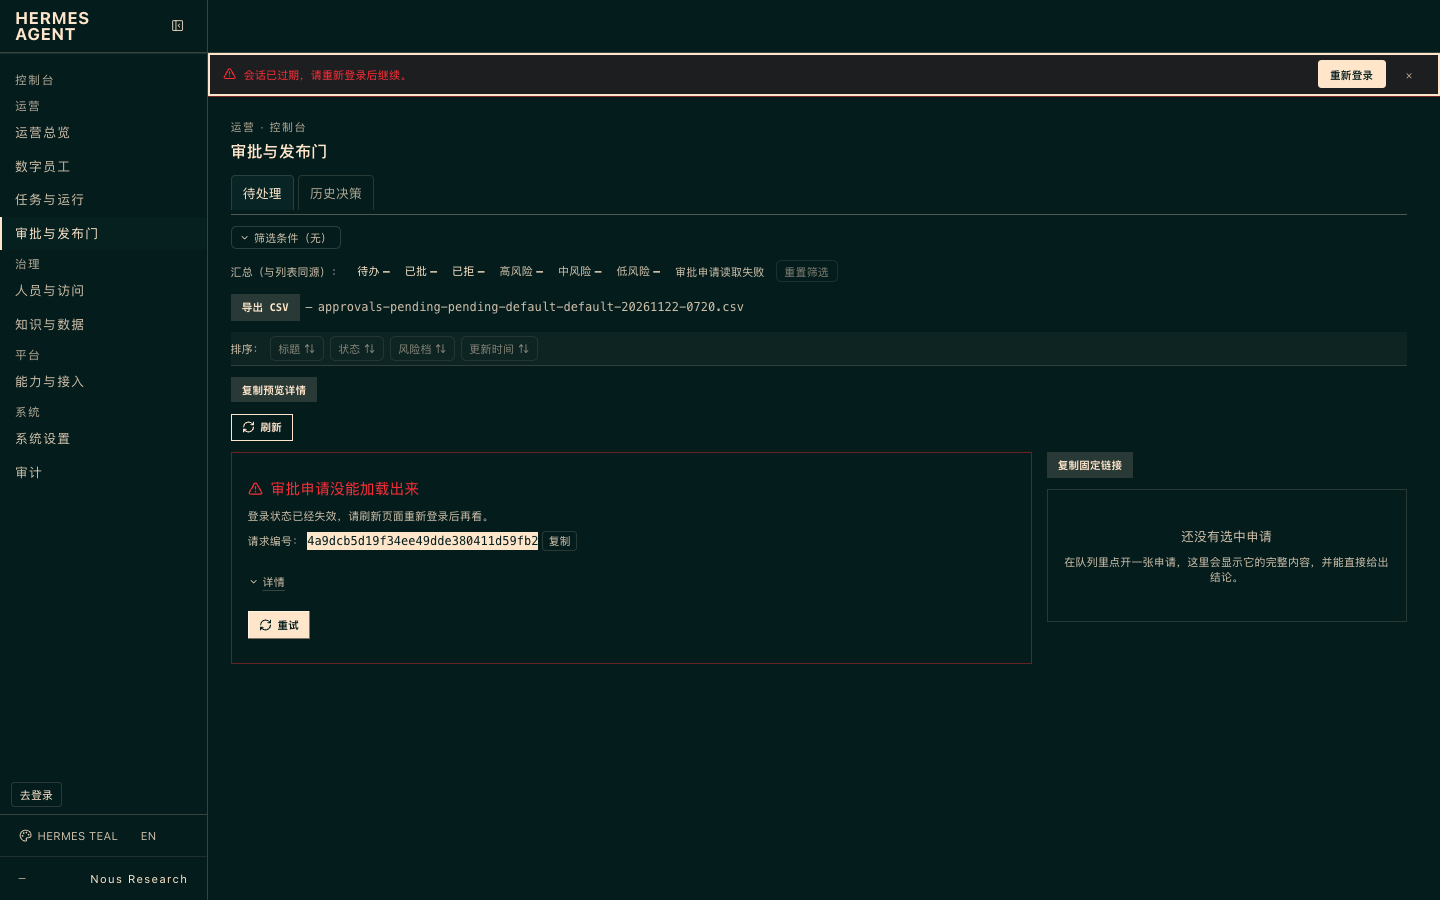 HERMES
AGENT
控制台
运营
运营总览
数字员工
任务与运行
审批与发布门
治理
人员与访问
知识与数据
平台
能力与接入
系统
系统设置
审计
去登录
HERMES TEAL EN
— Nous Research
会话已过期，请重新登录后继续。 重新登录 ×
运营 · 控制台
审批与发布门
待处理 历史决策
筛选条件（无）
汇总（与列表同源）： 待办 — 已批 — 已拒 — 高风险 — 中风险 — 低风险 — 审批申请读取失败 重置筛选
导出 CSV — approvals-pending-pending-default-default-20261122-0720.csv
排序： 标题 ⇅ 状态 ⇅ 风险档 ⇅ 更新时间 ⇅
复制预览详情
刷新
审批申请没能加载出来
登录状态已经失效，请刷新页面重新登录后再看。
请求编号： 4a9dcb5d19f34ee49dde380411d59fb2 复制
详情
重试
复制固定链接
还没有选中申请
在队列里点开一张申请，这里会显示它的完整内容，并能直接给出
结论。